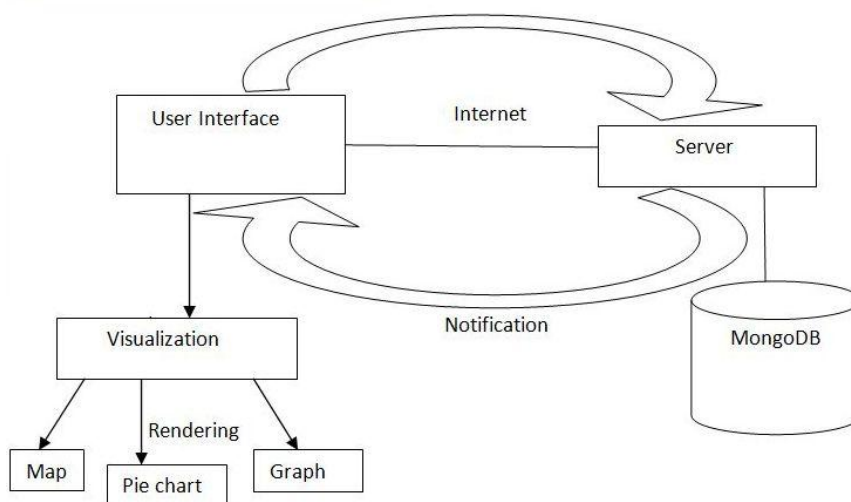 User Interface
Internet
Server
Notification
MongoDB
Visualization
Rendering
Map
Pie chart
Graph